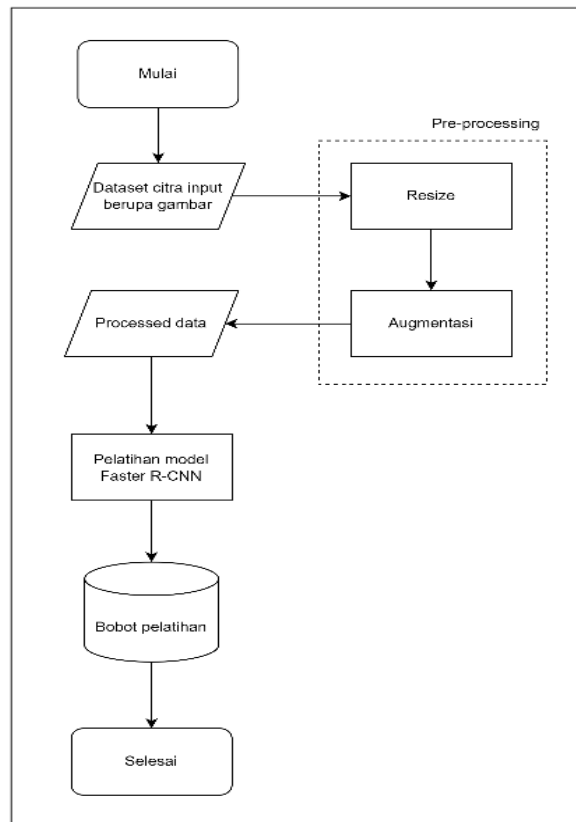 Mulai
Pre-processing
Dataset citra input
berupa gambar
Resize
Augmentasi
Processed data
Pelatihan model
Faster R-CNN
Bobot pelatihan
Selesai